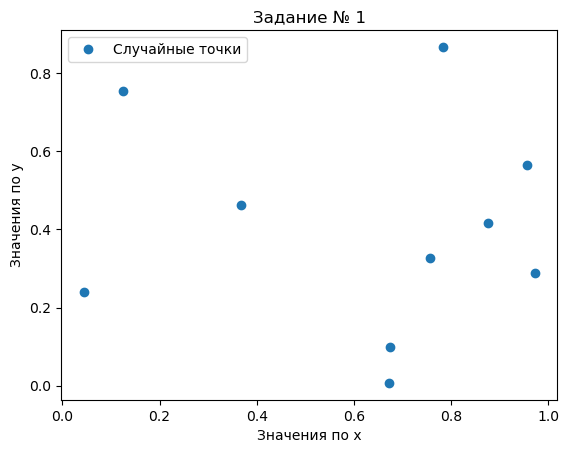 Задание № 1
Случайные точки
0.8
0.6
0.4
0.2
0.0
Значения по y
0.0 0.2 0.4 0.6 0.8 1.0
Значения по x